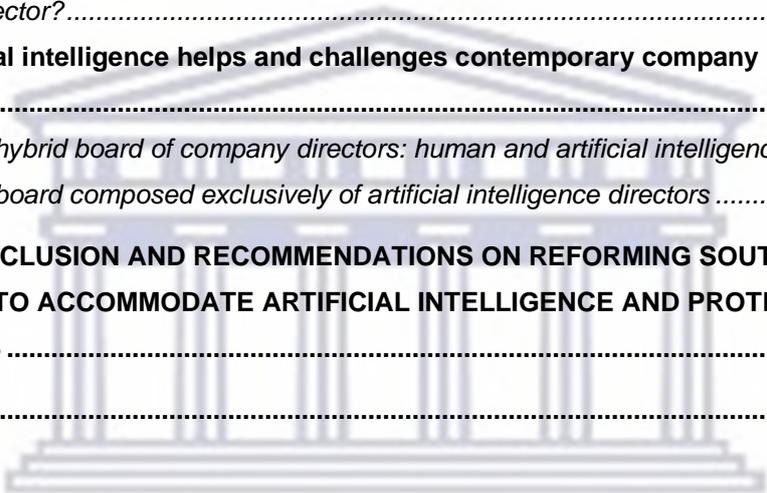 ector?..............................................................................................................
al intelligence helps and challenges contemporary company
..............................................................................................................
hybrid board of company directors: human and artificial intelligenc
board composed exclusively of artificial intelligence directors .......
CLUSION AND RECOMMENDATIONS ON REFORMING SOUT
TO ACCOMMODATE ARTIFICIAL INTELLIGENCE AND PROT
..............................................................................................................
..............................................................................................................